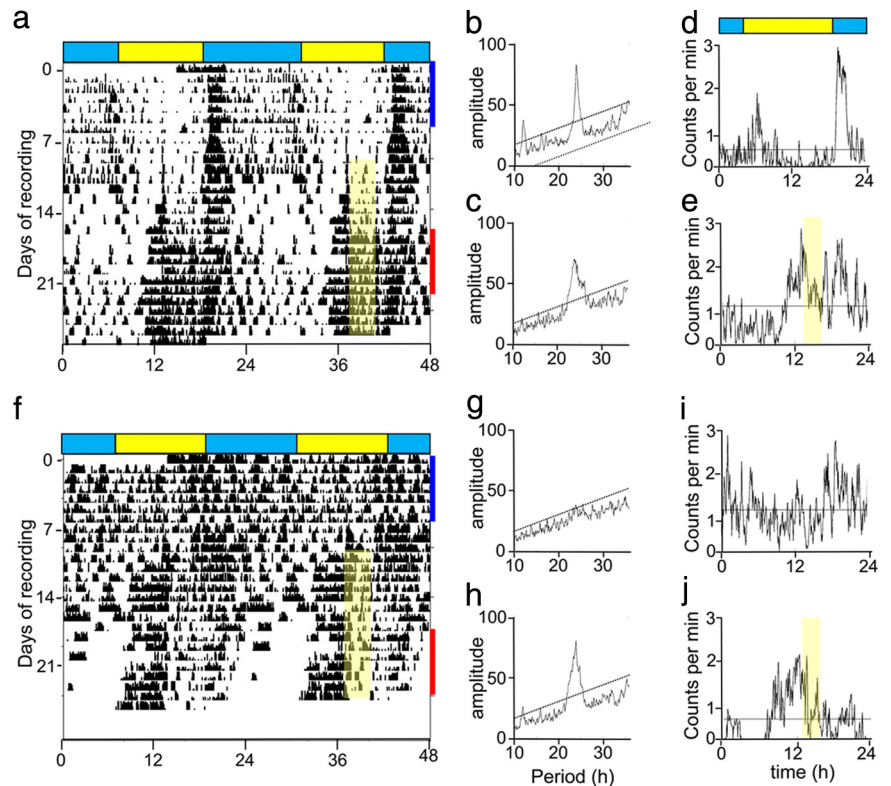 a
0
7
14
21
Days of recording
0 12 24 36 48
b
100
50
0
amplitude
10 20 30
c
100
50
0
amplitude
10 20 30
d
3
2
1
0
Counts per min
0 12 24
e
3
2
1
0
Counts per min
0 12 24
f
0
7
14
21
Days of recording
0 12 24 36 48
g
100
50
0
amplitude
10 20 30
h
100
50
0
amplitude
10 20 30
Period (h)
i
3
2
1
0
Counts per min
0 12 24
j
3
2
1
0
Counts per min
0 12 24
time (h)